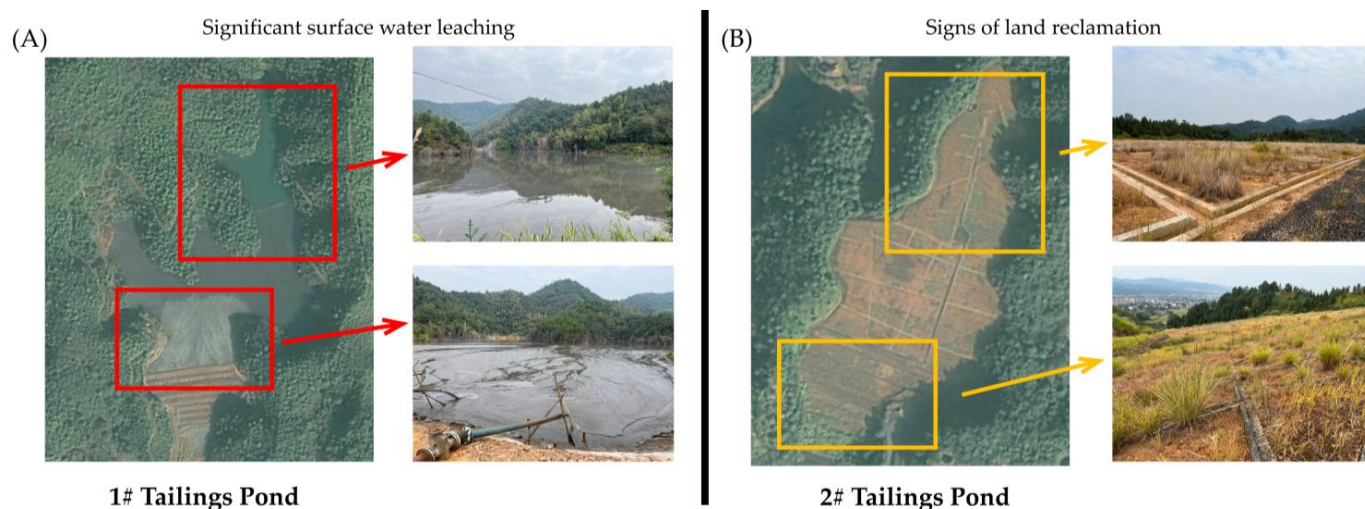 (A)
Significant surface water leaching
1# Tailings Pond
(B)
Signs of land reclamation
2# Tailings Pond